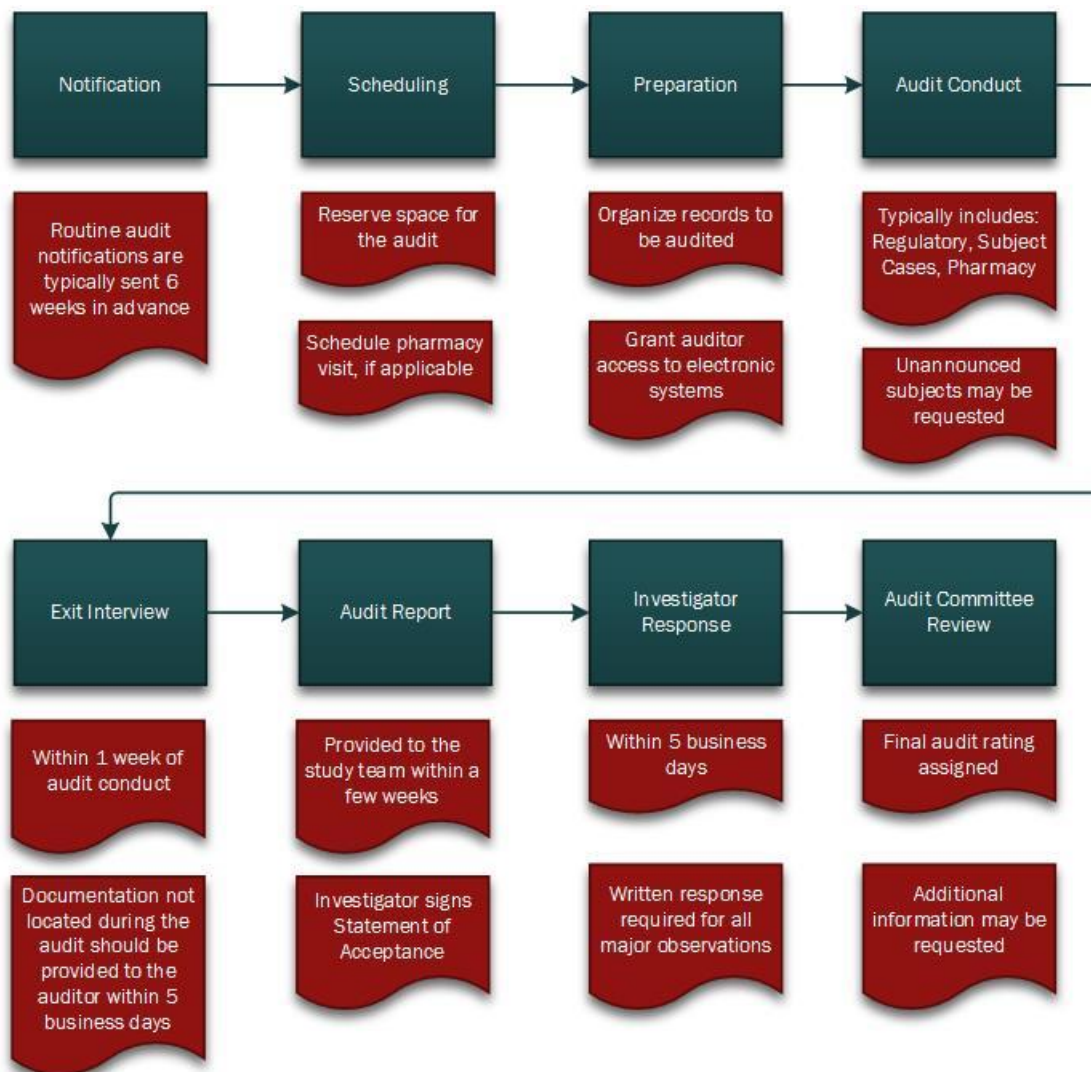 Notification
Scheduling
Preparation
Audit Conduct
Routine audit
notifications are
typically sent 6
weeks in advance
Reserve space for
the audit
Schedule pharmacy
visit, if applicable
Organize records to
be audited
Grant auditor
access to electronic
systems
Typically includes:
Regulatory, Subject
Cases, Pharmacy
Unannounced
subjects may be
requested
Exit Interview
Audit Report
Investigator
Response
Audit Committee
Review
Within 1 week of
audit conduct
Documentation not
located during the
audit should be
provided to the
auditor within 5
business days
Provided to the
study team within a
few weeks
Investigator signs
Statement of
Acceptance
Within 5 business
days
Written response
required for all
major observations
Final audit rating
assigned
Additional
information may be
requested